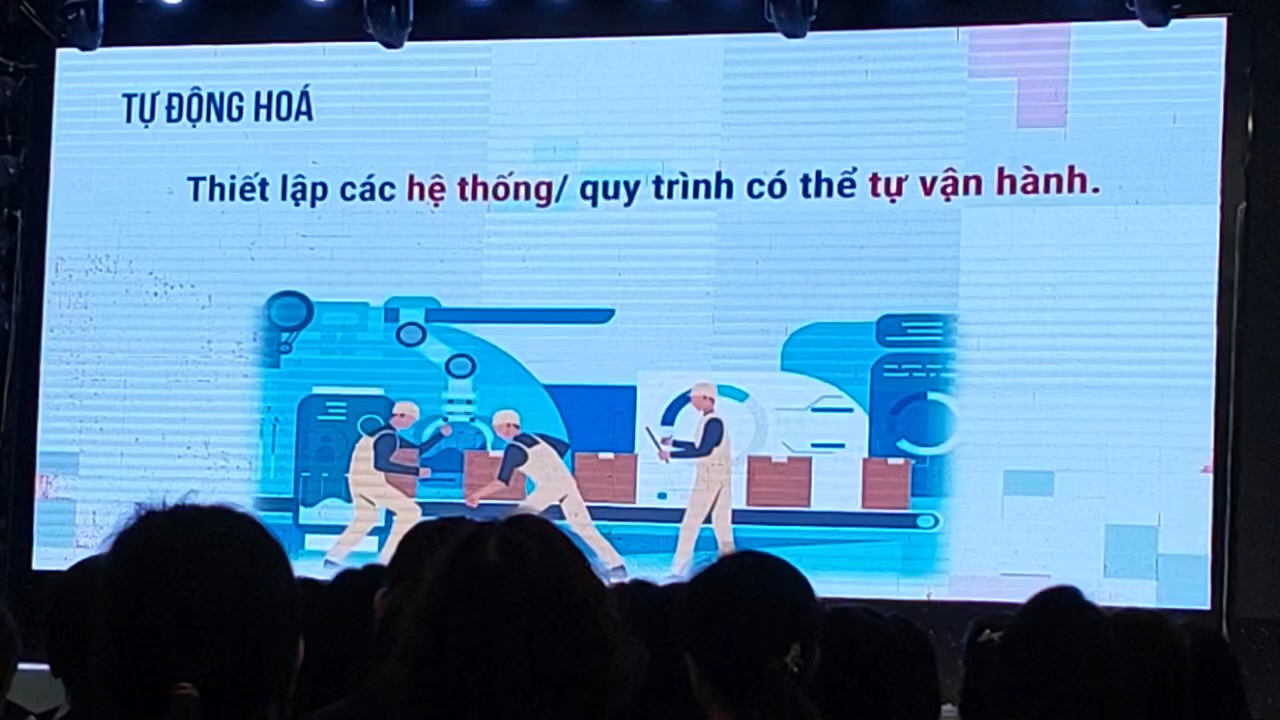 TỰ ĐỘNG HOÁ
Thiết lập các hệ thống/ quy trình có thể tự vận hành.